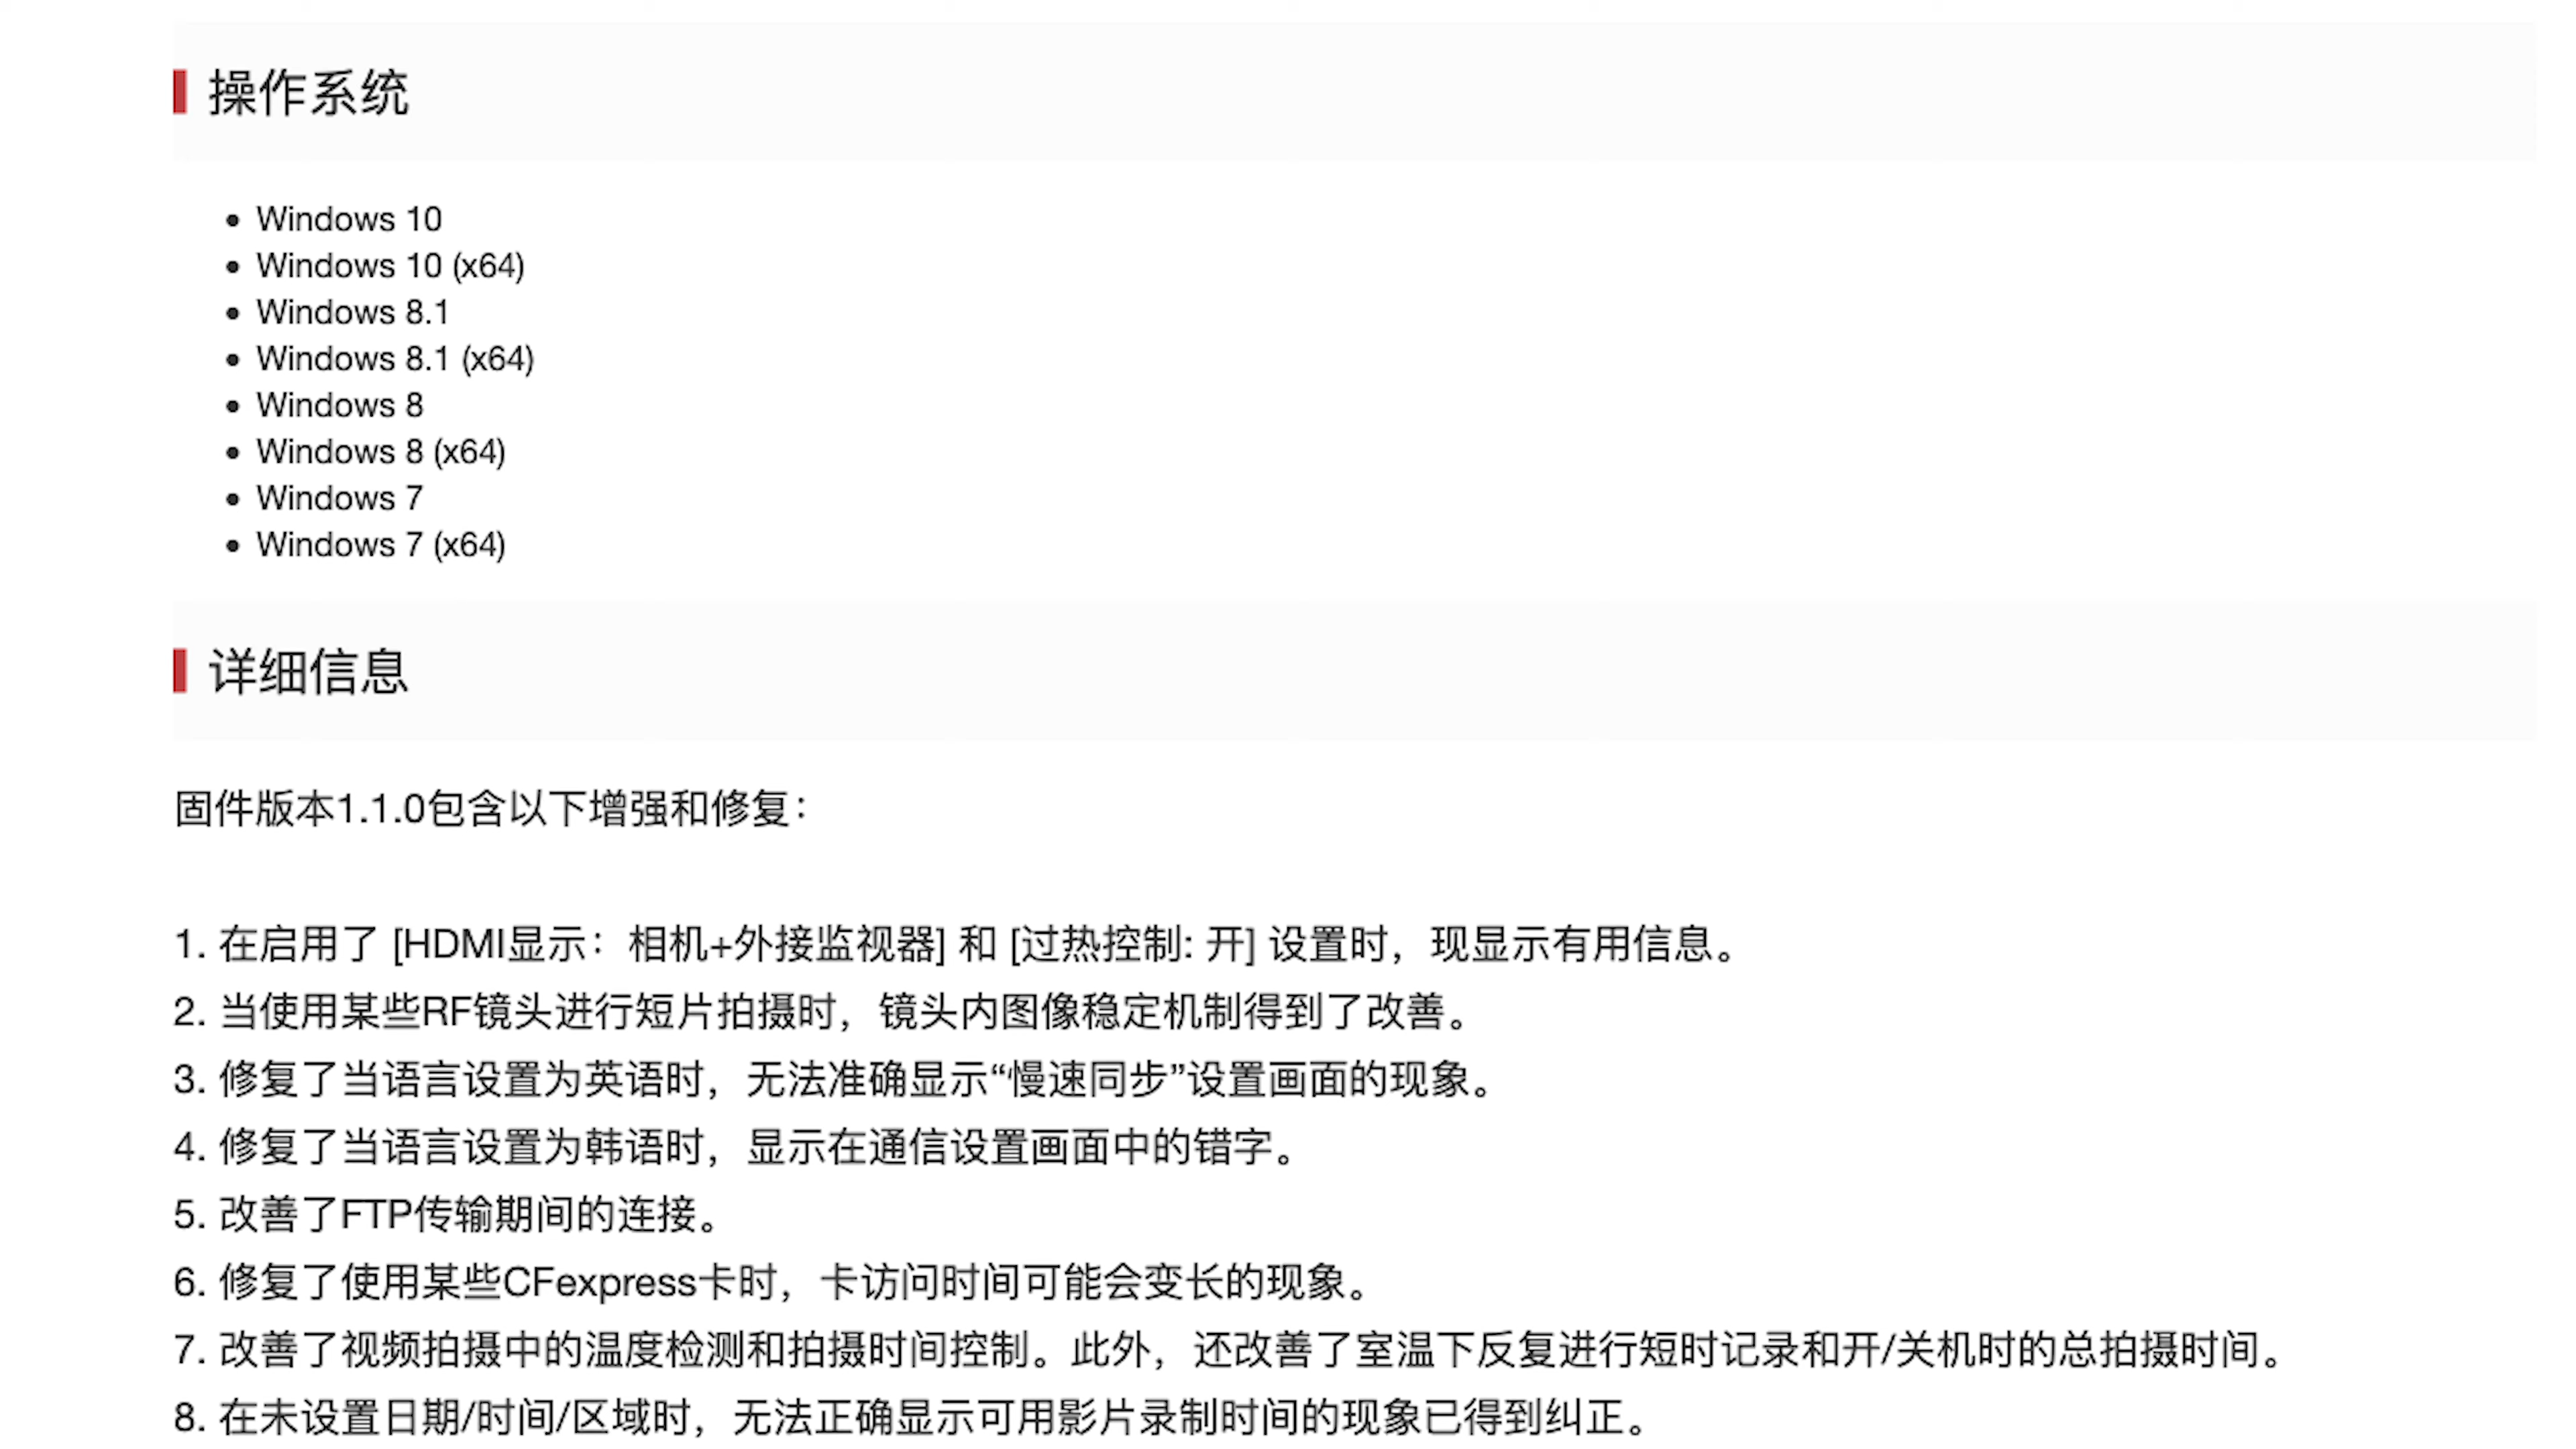 操作系统
Windows 10
Windows 10 (x64)
Windows 8.1
Windows 8.1 (x64)
Windows 8
Windows 8 (x64)
Windows 7
Windows 7 (x64)
详细信息
固件版本1.1.0包含以下增强和修复：
1. 在启用了 [HDMI显示：相机+外接监视器] 和 [过热控制: 开] 设置时，现显示有用信息。
2. 当使用某些RF镜头进行短片拍摄时，镜头内图像稳定机制得到了改善。
3. 修复了当语言设置为英语时，无法准确显示“慢速同步”设置画面的现象。
4. 修复了当语言设置为韩语时，显示在通信设置画面中的错字。
5. 改善了FTP传输期间的连接。
6. 修复了使用某些CFexpress卡时，卡访问时间可能会变长的现象。
7. 改善了视频拍摄中的温度检测和拍摄时间控制。此外，还改善了室温下反复进行短时记录和开/关机时的总拍摄时间。
8. 在未设置日期/时间/区域时，无法正确显示可用影片录制时间的现象已得到纠正。